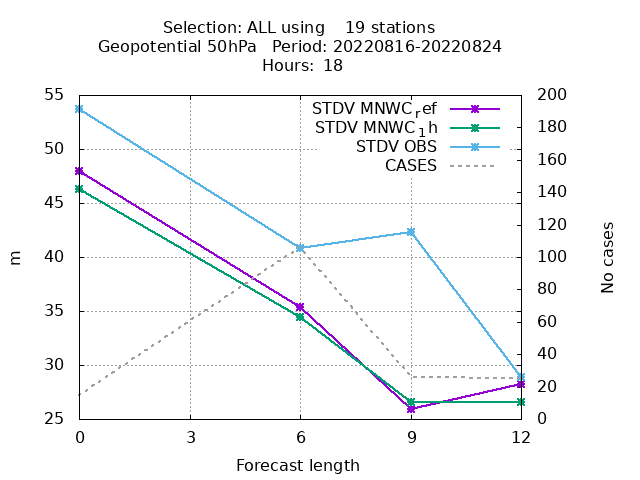 Selection: ALL using    19 stations
Geopotential 50hPa   Period: 20220816-20220824
Hours: 18
55
50
45
40
35
30
25
200
180
160
140
120
100
80
60
40
20
0
STDV MNWC_ref
STDV MNWC_1h
STDV OBS
CASES
m
No cases
0 3 6 9 12
Forecast length